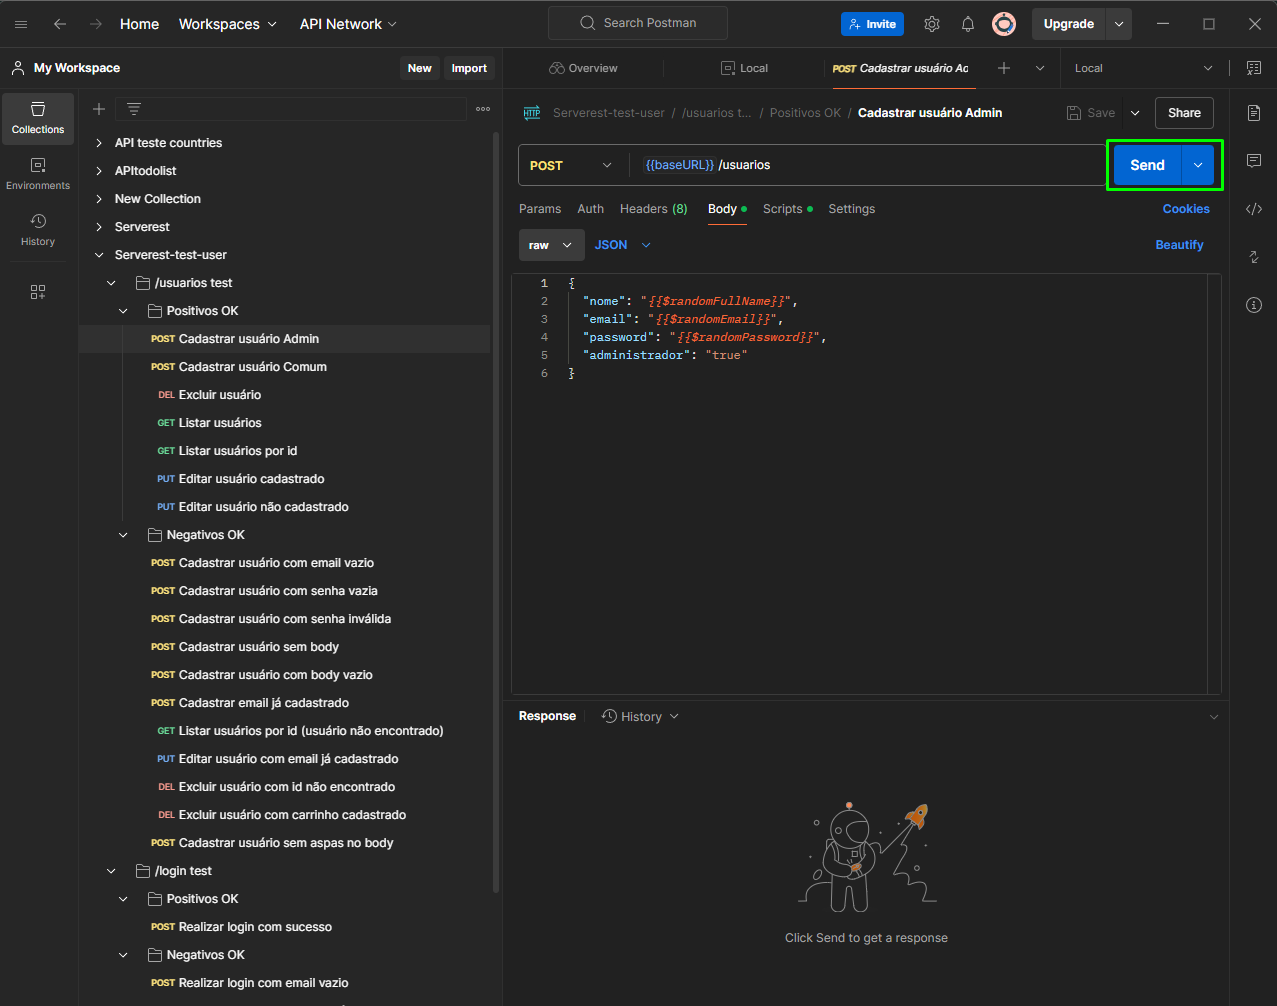 Home Workspaces API Network Search Postman Invite Upgrade
My Workspace New Import Overview Local POST Cadastrar usuário Ad Local
Collections
Environments
History
API teste countries
APItodolist
New Collection
Serverest
Serverest-test-user
/usuarios test
Positivos OK
POST Cadastrar usuário Admin
POST Cadastrar usuário Comum
DEL Excluir usuário
GET Listar usuários
GET Listar usuários por id
PUT Editar usuário cadastrado
PUT Editar usuário não cadastrado
Negativos OK
POST Cadastrar usuário com email vazio
POST Cadastrar usuário com senha vazia
POST Cadastrar usuário com senha inválida
POST Cadastrar usuário sem body
POST Cadastrar usuário com body vazio
POST Cadastrar email já cadastrado
GET Listar usuários por id (usuário não encontrado)
PUT Editar usuário com email já cadastrado
DEL Excluir usuário com id não encontrado
DEL Excluir usuário com carrinho cadastrado
POST Cadastrar usuário sem aspas no body
/login test
Positivos OK
POST Realizar login com sucesso
Negativos OK
POST Realizar login com email vazio
HTTP Serverest-test-user / /usuarios t... / Positivos OK / Cadastrar usuário Admin Save Share
POST {{baseURL}} /usuarios Send
Params Auth Headers (8) Body Scripts Settings Cookies
raw JSON Beautify
1 {
2 "nome": "{{$randomFullName}}",
3 "email": "{{$randomEmail}}",
4 "password": "{{$randomPassword}}",
5 "administrador": "true"
6 }
Response History
Click Send to get a response